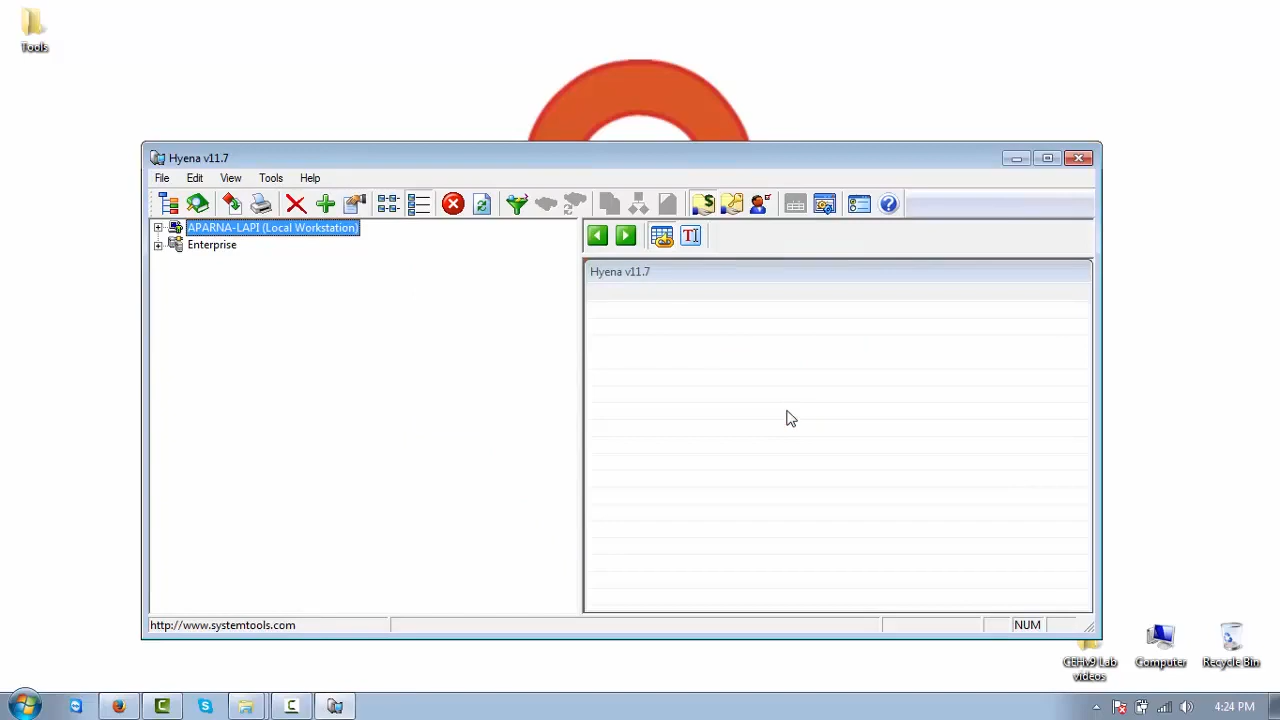 Tools
Hyena v11.7
File Edit View Tools Help
APARNA-LAPI (Local Workstation)
Enterprise
Hyena v11.7
http://www.systemtools.com
NUM
CEHv9 Lab
videos
Computer
Recycle Bin
4:24 PM